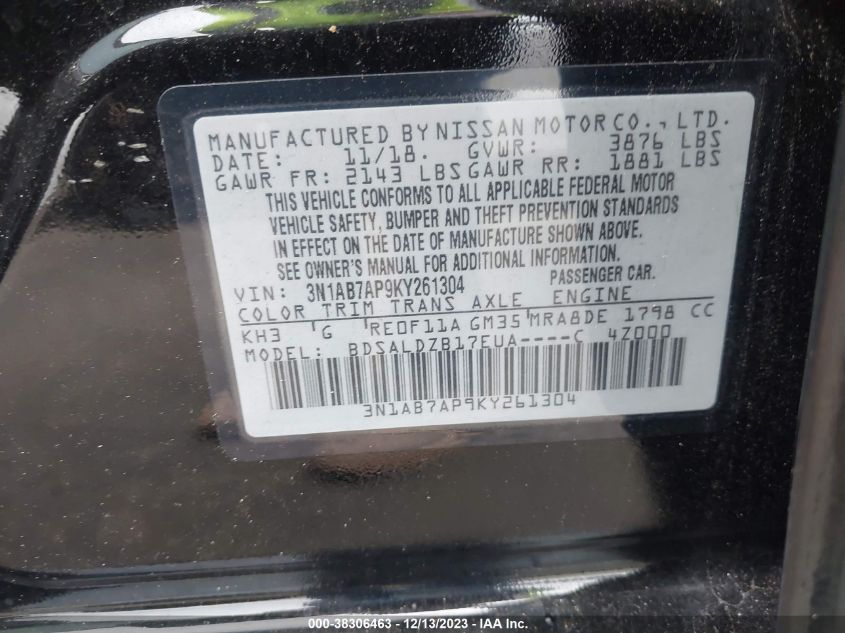 MANUFACTURED BY NISSAN MOTOR CO., LTD.
DATE: 11/18. GVWR: 3876 LBS
GAWR FR: 2143 LBS GAWR RR: 1881 LBS
THIS VEHICLE CONFORMS TO ALL APPLICABLE FEDERAL MOTOR
VEHICLE SAFETY, BUMPER AND THEFT PREVENTION STANDARDS
IN EFFECT ON THE DATE OF MANUFACTURE SHOWN ABOVE.
SEE OWNER'S MANUAL FOR ADDITIONAL INFORMATION.
VIN: 3N1AB7AP9KY261304 PASSENGER CAR.
COLOR TRIM TRANS AXLE ENGINE
KH3 'G 'RE0F11A GM35'MRA8DE 1798 CC
MODEL: BDSALDZB17EUA----C 4Z000
3N1AB7AP9KY261304
000-38306463 - 12/13/2023 - IAAI.com